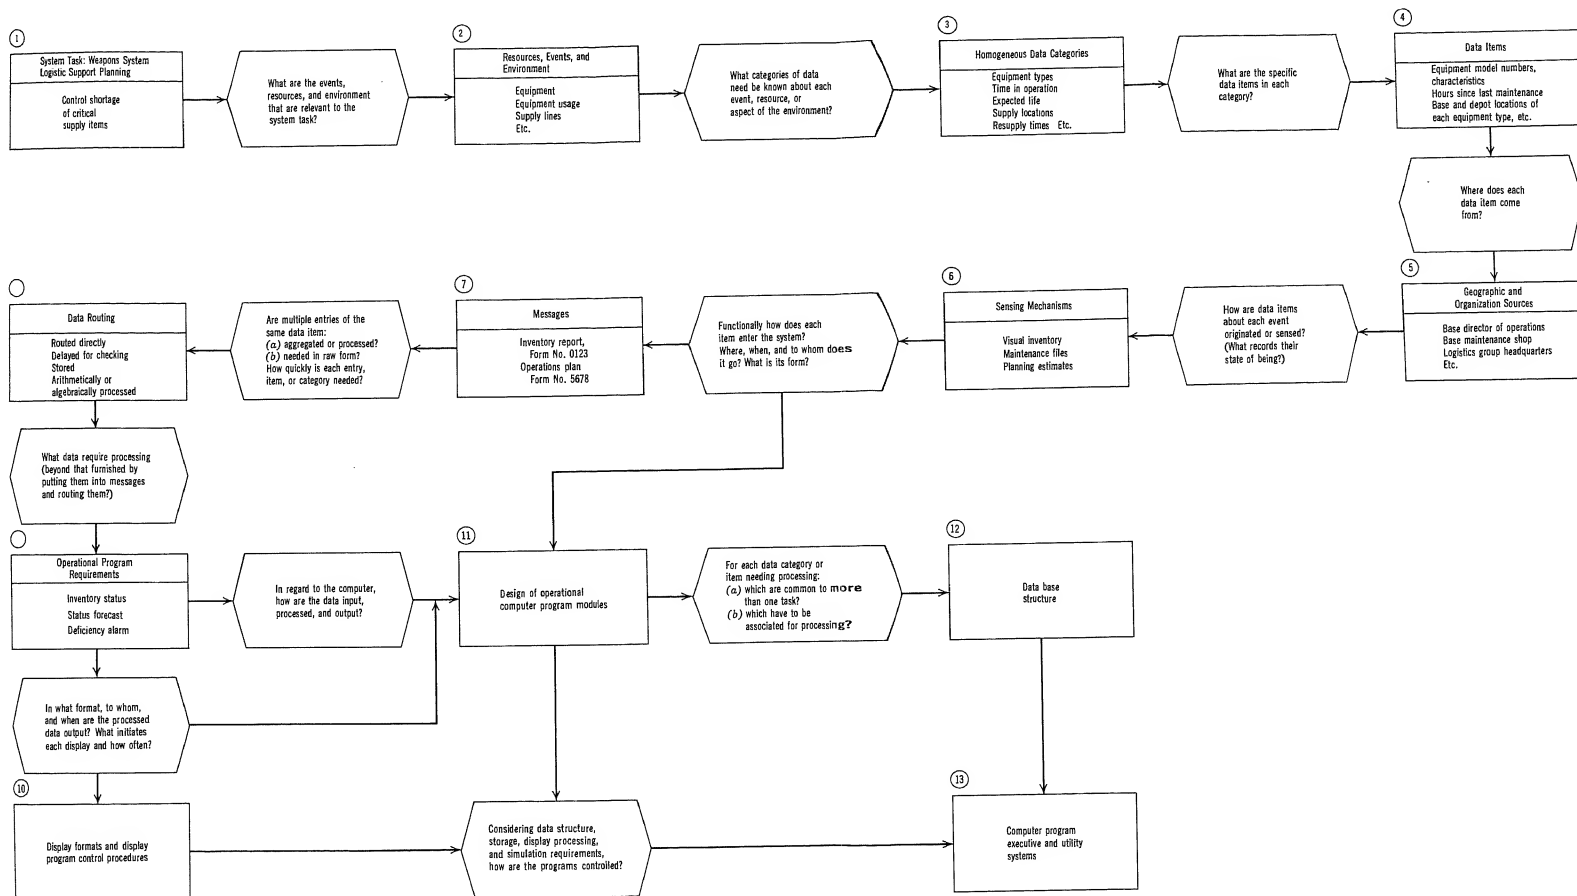 1
System Task: Weapons System
Logistic Support Planning
Control shortage
of critical
supply items
What are the events,
resources, and environment
that are relevant to the
system task?
2
Resources, Events, and
Environment
Equipment
Equipment usage
Supply lines
Etc.
What categories of data
need be known about each
event, resource, or
aspect of the environment?
3
Homogeneous Data Categories
Equipment types
Time in operation
Expected life
Supply locations
Resupply times Etc.
What are the specific
data items in each
category?
4
Data Items
Equipment model numbers,
characteristics
Hours since last maintenance
Base and depot locations of
each equipment type, etc.
Where does each
data item come
from?
5
Geographic and
Organization Sources
Base director of operations
Base maintenance shop
Logistics group headquarters
Etc.
How are data items
about each event
originated or sensed?
(What records their
state of being?)
6
Sensing Mechanisms
Visual inventory
Maintenance files
Planning estimates
Functionally how does each
item enter the system?
Where, when, and to whom does
it go? What is its form?
7
Messages
Inventory report,
Form No. 0123
Operations plan
Form No. 5678
Are multiple entries of the
same data item:
(a) aggregated or processed?
(b) needed in raw form?
How quickly is each entry,
item, or category needed?
Data Routing
Routed directly
Delayed for checking
Stored
Arithmetically or
algebraically processed
What data require processing
(beyond that furnished by
putting them into messages
and routing them?)
Operational Program
Requirements
Inventory status
Status forecast
Deficiency alarm
In regard to the computer,
how are the data input,
processed, and output?
In what format, to whom,
and when are the processed
data output? What initiates
each display and how often?
10
Display formats and display
program control procedures
11
Design of operational
computer program modules
For each data category or
item needing processing:
(a) which are common to more
than one task?
(b) which have to be
associated for processing?
12
Data base
structure
Considering data structure,
storage, display processing,
and simulation requirements,
how are the programs controlled?
13
Computer program
executive and utility
systems